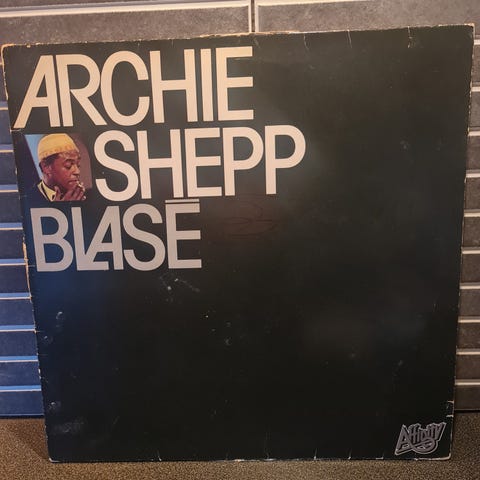 ARCHIE
SHEPP
BLASÉ
Affinity